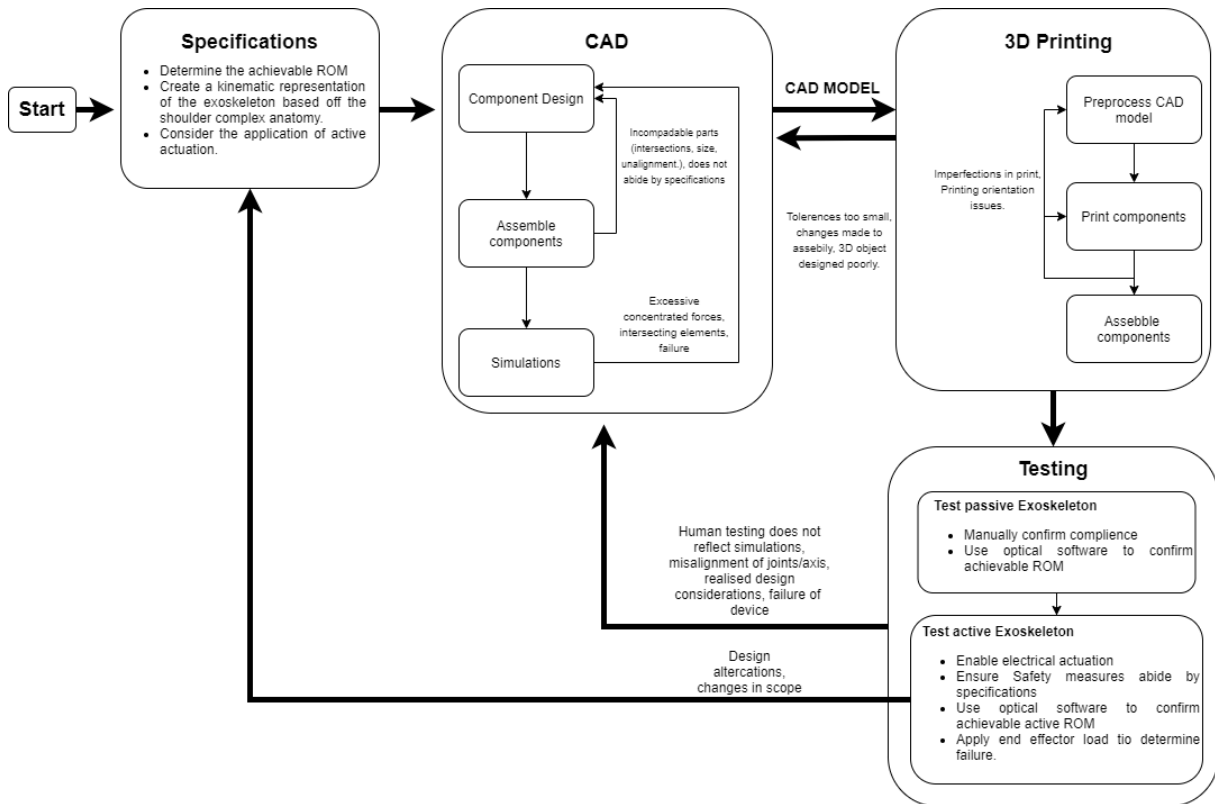 Start
Specifications
• Determine the achievable ROM
• Create a kinematic representation
of the exoskeleton based off the
shoulder complex anatomy.
• Consider the application of active
actuation.
CAD
Component Design
Incompadable parts
(intersections, size,
unalignment.), does not
abide by specifications
Assemble
components
Excessive
concentrated forces,
intersecting elements,
failure
Simulations
CAD MODEL
Tolerences too small,
changes made to
assebily, 3D object
designed poorly.
3D Printing
Preprocess CAD
model
Imperfections in print,
Printing orientation
issues.
Print components
Assebble
components
Testing
Test passive Exoskeleton
• Manually confirm complience
• Use optical software to confirm
achievable ROM
Test active Exoskeleton
• Enable electrical actuation
• Ensure Safety measures abide by
specifications
• Use optical software to confirm
achievable active ROM
• Apply end effector load tio determine
failure.
Human testing does not
reflect simulations,
misalignment of joints/axis,
realised design
considerations, failure of
device
Design
altercations,
changes in scope